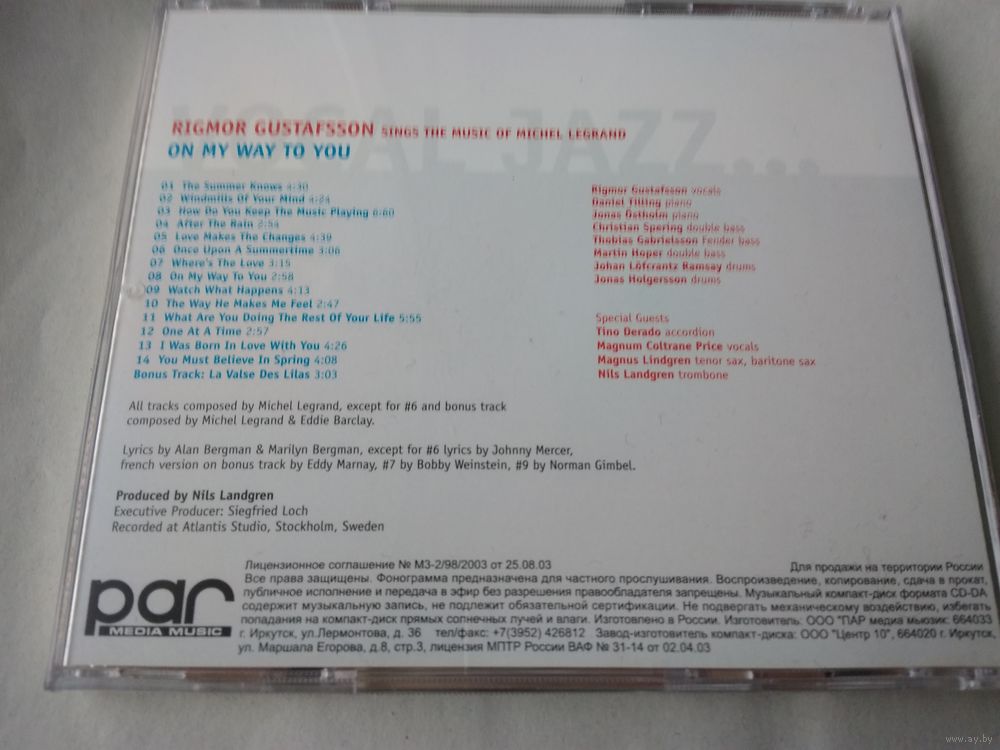 VOCAL JAZZ...
RIGMOR GUSTAFSSON SINGS THE MUSIC OF MICHEL LEGRAND
ON MY WAY TO YOU
01 The Summer Knows 4:30
02 Windmills Of Your Mind 4:24
03 How Do You Keep The Music Playing 6:60
04 After The Rain 2:54
05 Love Makes The Changes 4:39
06 Once Upon A Summertime 3:06
07 Where's The Love 3:15
08 On My Way To You 2:58
09 Watch What Happens 4:13
10 The Way He Makes Me Feel 2:47
11 What Are You Doing The Rest Of Your Life 5:55
12 One At A Time 2:57
13 I Was Born In Love With You 4:26
14 You Must Believe In Spring 4:08
Bonus Track: La Valse Des Lilas 3:03
Rigmor Gustafsson vocals
Daniel Tilling piano
Jonas Östholm piano
Christian Spering double bass
Thobias Gabrielsson Fender bass
Martin Höper double bass
Johan Löfcrantz Ramsay drums
Jonas Holgersson drums
Special Guests
Tino Derado accordion
Magnum Coltrane Price vocals
Magnus Lindgren tenor sax, baritone sax
Nils Landgren trombone
All tracks composed by Michel Legrand, except for #6 and bonus track
composed by Michel Legrand & Eddie Barclay.
Lyrics by Alan Bergman & Marilyn Bergman, except for #6 lyrics by Johnny Mercer,
french version on bonus track by Eddy Marnay, #7 by Bobby Weinstein, #9 by Norman Gimbel.
Produced by Nils Landgren
Executive Producer: Siegfried Loch
Recorded at Atlantis Studio, Stockholm, Sweden
par
MEDIA MUSIC
Лицензионное соглашение № МЗ-2/98/2003 от 25.08.03 Для продажи на территории России
Все права защищены. Фонограмма предназначена для частного прослушивания. Воспроизведение, копирование, сдача в прокат,
публичное исполнение и передача в эфир без разрешения правообладателя запрещены. Музыкальный компакт-диск формата CD-DA
содержит музыкальную запись, не подлежит обязательной сертификации. Не подвергать механическому воздействию, избегать
попадания на компакт-диск прямых солнечных лучей и влаги. Изготовлено в России. Изготовитель: ООО "ПАР медиа мьюзик" 664033
г. Иркутск, ул.Лермонтова, д. 36 тел/факс: +7(3952) 426812 Завод-изготовитель компакт-диска: ООО "Центр 10", 664020 г. Иркутск,
ул. Маршала Егорова, д.8, стр.3, лицензия МПТР России ВАФ № 31-14 от 02.04.03
www.ay.by